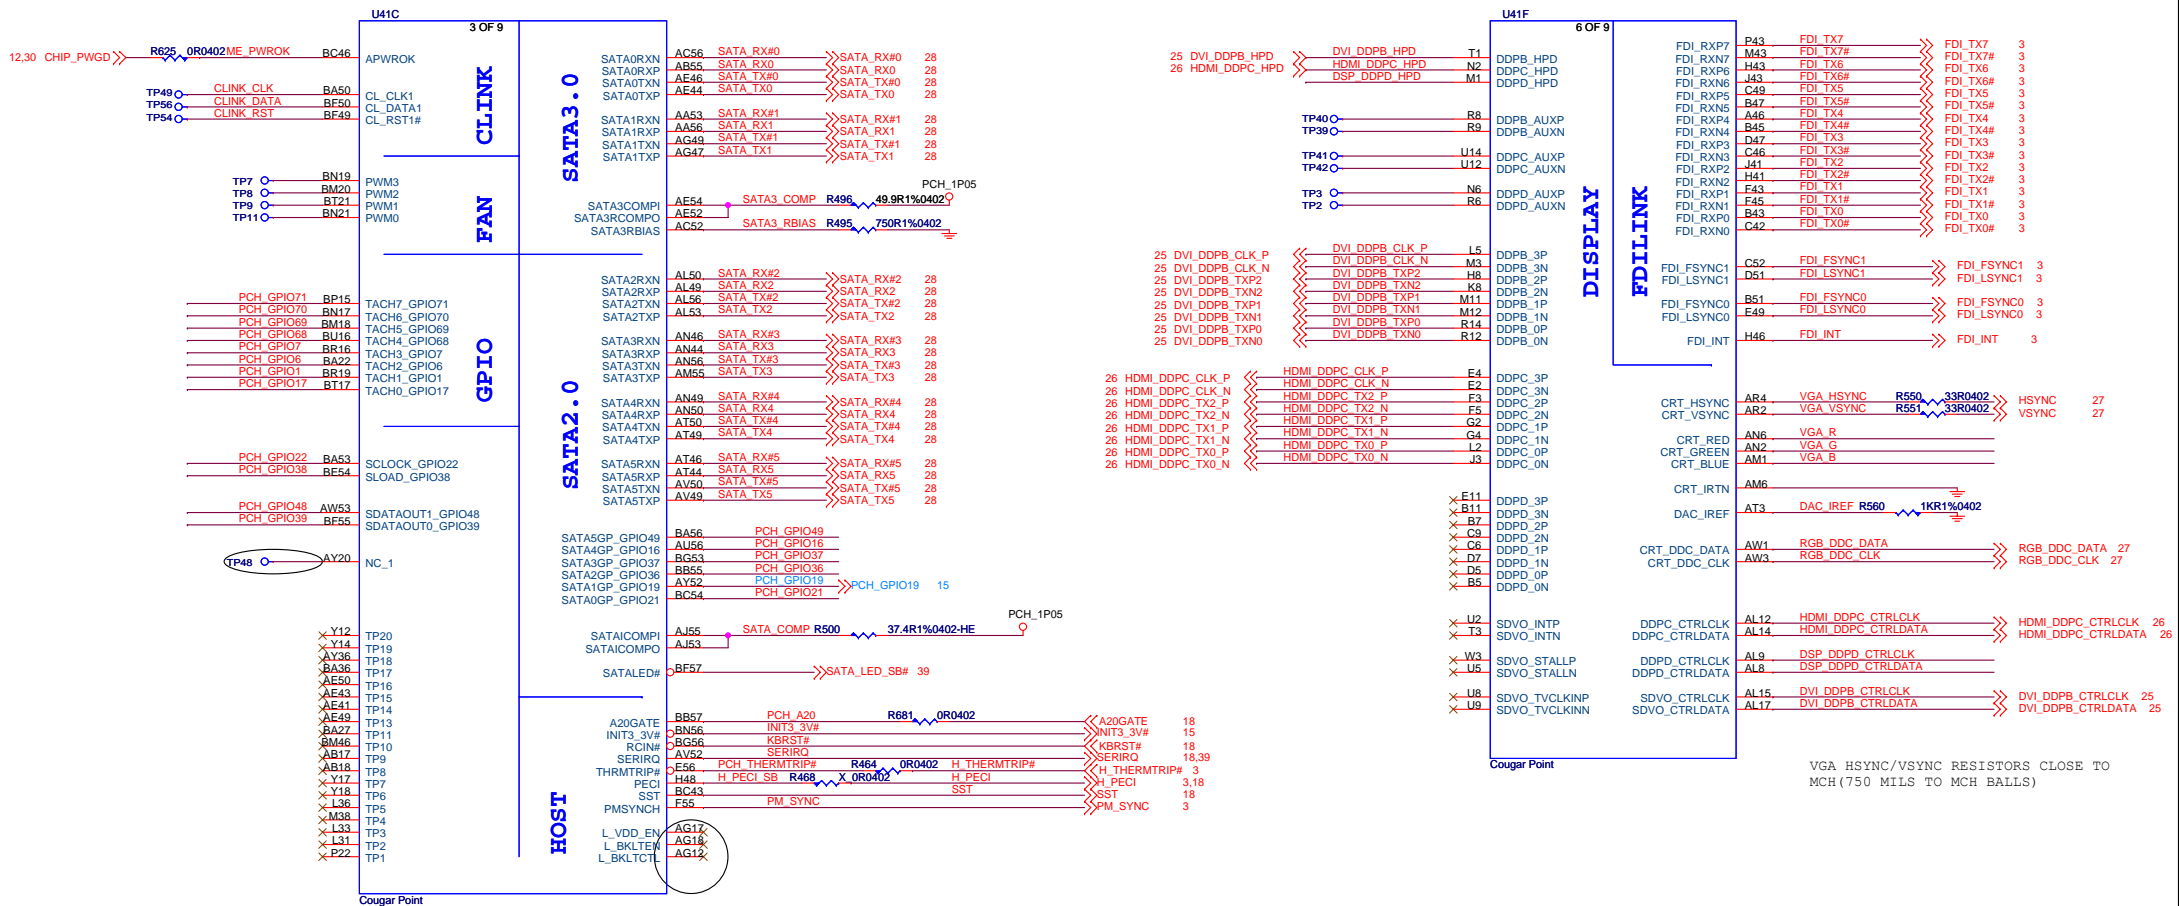 U41C
3 OF 9
12,30 CHIP_PWGD R625 0R0402 ME_PWROK BC46 APWROK
TP49 CLINK_CLK BA50 CL_CLK1
TP56 CLINK_DATA BF50 CL_DATA1
TP54 CLINK_RST BF49 CL_RST1#
TP7 BN19 PWM3
TP8 BM20 PWM2
TP9 BT21 PWM1
TP11 BN21 PWM0
PCH_GPIO71 BP15 TACH7_GPIO71
PCH_GPIO70 BN17 TACH6_GPIO70
PCH_GPIO69 BM18 TACH5_GPIO69
PCH_GPIO68 BU16 TACH4_GPIO68
PCH_GPIO7 BR16 TACH3_GPIO7
PCH_GPIO6 BA22 TACH2_GPIO6
PCH_GPIO1 BR19 TACH1_GPIO1
PCH_GPIO17 BT17 TACH0_GPIO17
PCH_GPIO22 BA53 SCLOCK_GPIO22
PCH_GPIO38 BE54 SLOAD_GPIO38
PCH_GPIO48 AW53 SDATAOUT1_GPIO48
PCH_GPIO39 BF55 SDATAOUT0_GPIO39
TP48 AY20 NC_1
Y12 TP20
Y14 TP19
AY36 TP18
BA36 TP17
AE50 TP16
AE43 TP15
AE41 TP14
AE49 TP13
BA27 TP11
BM46 TP10
AB17 TP9
AB18 TP8
Y17 TP7
Y18 TP6
L36 TP5
M38 TP4
L33 TP3
L31 TP2
P22 TP1
CLINK
FAN
GPIO
SATA3.0
SATA2.0
HOST
SATA0RXN AC56 SATA_RX#0 SATA_RX#0 28
SATA0RXP AB55 SATA_RX0 SATA_RX0 28
SATA0TXN AE46 SATA_TX#0 SATA_TX#0 28
SATA0TXP AE44 SATA_TX0 SATA_TX0 28
SATA1RXN AA53 SATA_RX#1 SATA_RX#1 28
SATA1RXP AA56 SATA_RX1 SATA_RX1 28
SATA1TXN AG49 SATA_TX#1 SATA_TX#1 28
SATA1TXP AG47 SATA_TX1 SATA_TX1 28
PCH_1P05
SATA3COMPI AE54 SATA3_COMP R496 49.9R1%0402
SATA3RCOMPO AE52
SATA3RBIAS AC52 SATA3_RBIAS R495 750R1%0402
SATA2RXN AL50 SATA_RX#2 SATA_RX#2 28
SATA2RXP AL49 SATA_RX2 SATA_RX2 28
SATA2TXN AL56 SATA_TX#2 SATA_TX#2 28
SATA2TXP AL53 SATA_TX2 SATA_TX2 28
SATA3RXN AN46 SATA_RX#3 SATA_RX#3 28
SATA3RXP AN44 SATA_RX3 SATA_RX3 28
SATA3TXN AN56 SATA_TX#3 SATA_TX#3 28
SATA3TXP AM55 SATA_TX3 SATA_TX3 28
SATA4RXN AN49 SATA_RX#4 SATA_RX#4 28
SATA4RXP AN50 SATA_RX4 SATA_RX4 28
SATA4TXN AT50 SATA_TX#4 SATA_TX#4 28
SATA4TXP AT49 SATA_TX4 SATA_TX4 28
SATA5RXN AT46 SATA_RX#5 SATA_RX#5 28
SATA5RXP AT44 SATA_RX5 SATA_RX5 28
SATA5TXN AV50 SATA_TX#5 SATA_TX#5 28
SATA5TXP AV49 SATA_TX5 SATA_TX5 28
SATA5GP_GPIO49 BA56 PCH_GPIO49
SATA4GP_GPIO16 AU56 PCH_GPIO16
SATA3GP_GPIO37 BG53 PCH_GPIO37
SATA2GP_GPIO36 BB55 PCH_GPIO36
SATA1GP_GPIO19 AY52 PCH_GPIO19 PCH_GPIO19 15
SATA0GP_GPIO21 BC54 PCH_GPIO21
PCH_1P05
SATAICOMPI AJ55 SATA_COMP R500 37.4R1%0402-HE
SATAICOMPO AJ53
SATALED# BF57 SATA_LED_SB# 39
A20GATE BB57 PCH_A20 R681 0R0402 A20GATE 18
INIT3_3V# BN56 INIT3_3V# INIT3_3V# 15
RCIN# BG56 KBRST# KBRST# 18
SERIRQ AV52 SERIRQ SERIRQ 18,39
THRMTRIP# E56 PCH_THERMTRIP# R464 0R0402 H_THERMTRIP# H_THERMTRIP# 3
PECI H48 H_PECI_SB R468 X_0R0402 H_PECI H_PECI 3,18
SST BC43 SST SST 18
PMSYNCH F55 PM_SYNC PM_SYNC 3
L_VDD_EN AG17
L_BKLTEN AG18
L_BKLTCTL AG12
Cougar Point
U41F
6 OF 9
25 DVI_DDPB_HPD DVI_DDPB_HPD T1 DDPB_HPD
26 HDMI_DDPC_HPD HDMI_DDPC_HPD N2 DDPC_HPD
DSP_DDPD_HPD M1 DDPD_HPD
TP40 R8 DDPB_AUXP
TP39 R9 DDPB_AUXN
TP41 U14 DDPC_AUXP
TP42 U12 DDPC_AUXN
TP3 N6 DDPD_AUXP
TP2 R6 DDPD_AUXN
25 DVI_DDPB_CLK_P DVI_DDPB_CLK_P L5 DDPB_3P
25 DVI_DDPB_CLK_N DVI_DDPB_CLK_N M3 DDPB_3N
25 DVI_DDPB_TXP2 DVI_DDPB_TXP2 H8 DDPB_2P
25 DVI_DDPB_TXN2 DVI_DDPB_TXN2 K8 DDPB_2N
25 DVI_DDPB_TXP1 DVI_DDPB_TXP1 M11 DDPB_1P
25 DVI_DDPB_TXN1 DVI_DDPB_TXN1 M12 DDPB_1N
25 DVI_DDPB_TXP0 DVI_DDPB_TXP0 R14 DDPB_0P
25 DVI_DDPB_TXN0 DVI_DDPB_TXN0 R12 DDPB_0N
26 HDMI_DDPC_CLK_P HDMI_DDPC_CLK_P E4 DDPC_3P
26 HDMI_DDPC_CLK_N HDMI_DDPC_CLK_N E2 DDPC_3N
26 HDMI_DDPC_TX2_P HDMI_DDPC_TX2_P F3 DDPC_2P
26 HDMI_DDPC_TX2_N HDMI_DDPC_TX2_N F5 DDPC_2N
26 HDMI_DDPC_TX1_P HDMI_DDPC_TX1_P G2 DDPC_1P
26 HDMI_DDPC_TX1_N HDMI_DDPC_TX1_N G4 DDPC_1N
26 HDMI_DDPC_TX0_P HDMI_DDPC_TX0_P L2 DDPC_0P
26 HDMI_DDPC_TX0_N HDMI_DDPC_TX0_N J3 DDPC_0N
E11 DDPD_3P
B11 DDPD_3N
B7 DDPD_2P
C9 DDPD_2N
C6 DDPD_1P
D7 DDPD_1N
D5 DDPD_0P
B5 DDPD_0N
U2 SDVO_INTP
T3 SDVO_INTN
W3 SDVO_STALLP
U5 SDVO_STALLN
U8 SDVO_TVCLKINP
U9 SDVO_TVCLKINN
DISPLAY
FDILINK
FDI_RXP7 P43 FDI_TX7 FDI_TX7 3
FDI_RXN7 M43 FDI_TX7# FDI_TX7# 3
FDI_RXP6 H43 FDI_TX6 FDI_TX6 3
FDI_RXN6 J43 FDI_TX6# FDI_TX6# 3
FDI_RXP5 C49 FDI_TX5 FDI_TX5 3
FDI_RXN5 B47 FDI_TX5# FDI_TX5# 3
FDI_RXP4 A46 FDI_TX4 FDI_TX4 3
FDI_RXN4 B45 FDI_TX4# FDI_TX4# 3
FDI_RXP3 D47 FDI_TX3 FDI_TX3 3
FDI_RXN3 C46 FDI_TX3# FDI_TX3# 3
FDI_RXP2 J41 FDI_TX2 FDI_TX2 3
FDI_RXN2 H41 FDI_TX2# FDI_TX2# 3
FDI_RXP1 F43 FDI_TX1 FDI_TX1 3
FDI_RXN1 F45 FDI_TX1# FDI_TX1# 3
FDI_RXP0 B43 FDI_TX0 FDI_TX0 3
FDI_RXN0 C42 FDI_TX0# FDI_TX0# 3
FDI_FSYNC1 C52 FDI_FSYNC1 FDI_FSYNC1 3
FDI_LSYNC1 D51 FDI_LSYNC1 FDI_LSYNC1 3
FDI_FSYNC0 B51 FDI_FSYNC0 FDI_FSYNC0 3
FDI_LSYNC0 E49 FDI_LSYNC0 FDI_LSYNC0 3
FDI_INT H46 FDI_INT FDI_INT 3
CRT_HSYNC AR4 VGA_HSYNC R550 33R0402 HSYNC 27
CRT_VSYNC AR2 VGA_VSYNC R551 33R0402 VSYNC 27
CRT_RED AN6 VGA_R
CRT_GREEN AN2 VGA_G
CRT_BLUE AM1 VGA_B
CRT_IRTN AM6
DAC_IREF AT3 DAC_IREF R560 1KR1%0402
CRT_DDC_DATA AW1 RGB_DDC_DATA RGB_DDC_DATA 27
CRT_DDC_CLK AW3 RGB_DDC_CLK RGB_DDC_CLK 27
DDPC_CTRLCLK AL12 HDMI_DDPC_CTRLCLK HDMI_DDPC_CTRLCLK 26
DDPC_CTRLDATA AL14 HDMI_DDPC_CTRLDATA HDMI_DDPC_CTRLDATA 26
DDPD_CTRLCLK AL9 DSP_DDPD_CTRLCLK
DDPD_CTRLDATA AL8 DSP_DDPD_CTRLDATA
SDVO_CTRLCLK AL15 DVI_DDPB_CTRLCLK DVI_DDPB_CTRLCLK 25
SDVO_CTRLDATA AL17 DVI_DDPB_CTRLDATA DVI_DDPB_CTRLDATA 25
Cougar Point
VGA HSYNC/VSYNC RESISTORS CLOSE TO
MCH(750 MILS TO MCH BALLS)